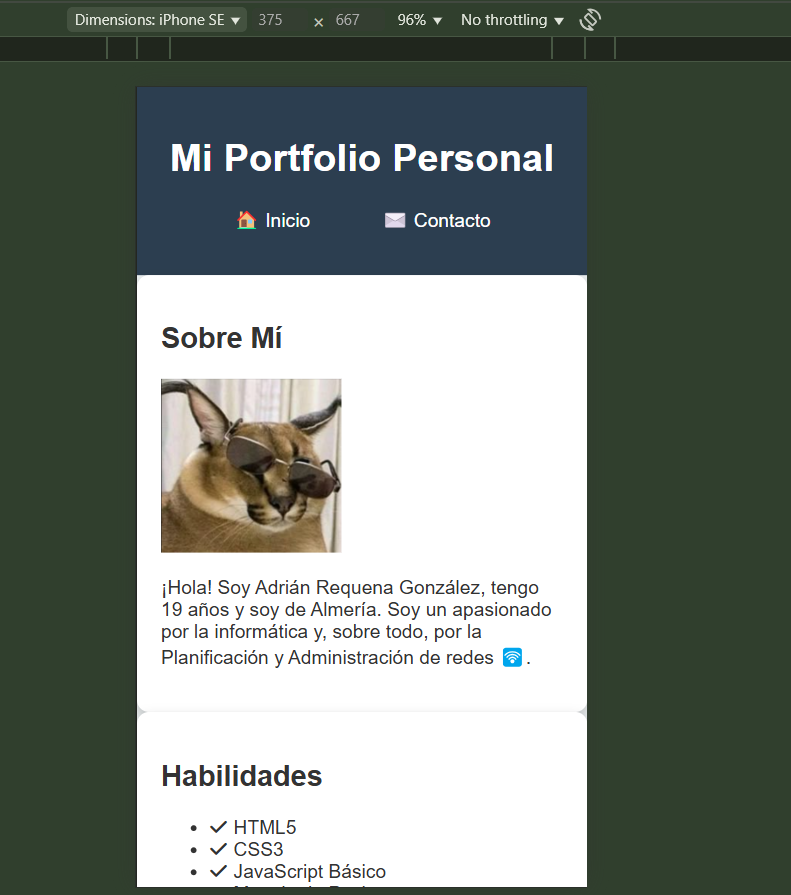 Dimensions: iPhone SE ▼ 375 × 667 96% ▼ No throttling ▼
Mi Portfolio Personal
🏠 Inicio ✉️ Contacto
Sobre Mí
¡Hola! Soy Adrián Requena González, tengo
19 años y soy de Almería. Soy un apasionado
por la informática y, sobre todo, por la
Planificación y Administración de redes 🛜.
Habilidades
• ✓ HTML5
• ✓ CSS3
• ✓ JavaScript Básico